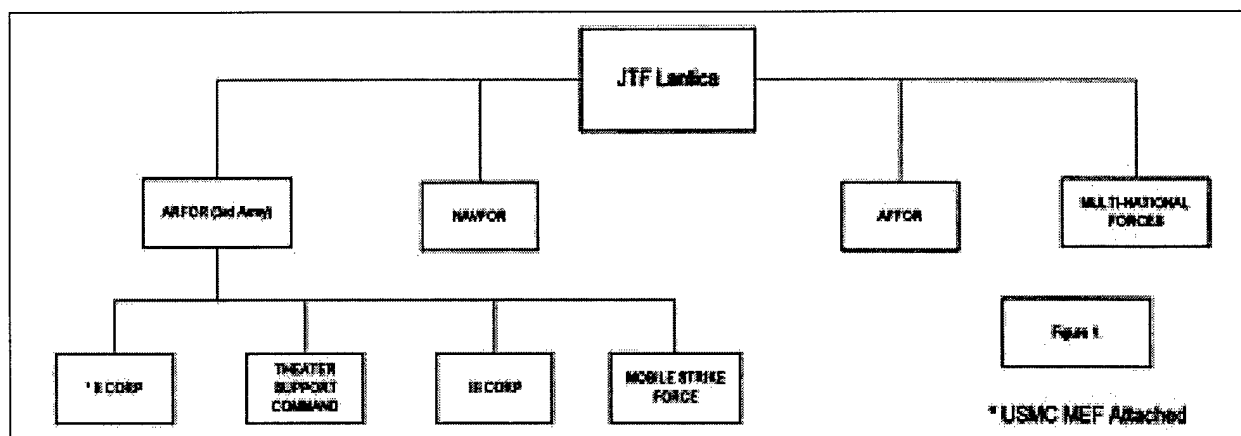 JTF Lantica
ARFOR (3rd Army)
NAVFOR
AFFOR
MULTI-NATIONAL
FORCES
* II CORP
THEATER
SUPPORT
COMMAND
III CORP
MOBILE STRIKE
FORCE
Figure 1.
* USMC MEF Attached